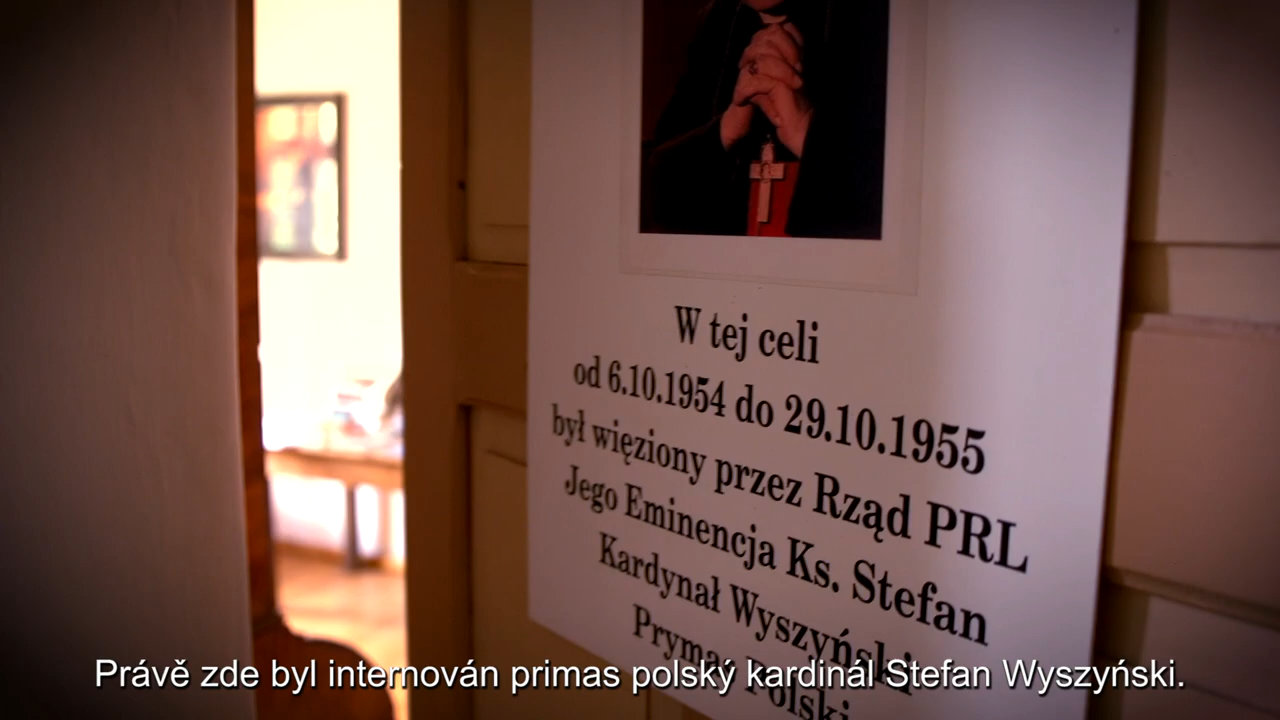 W tej celi
od 6.10.1954 do 29.10.1955
był więziony przez Rząd PRL
Jego Eminencja Ks. Stefan
Kardynał Wyszyński
Prymas Polski
Právě zde byl internován primas polský kardinál Stefan Wyszyński.